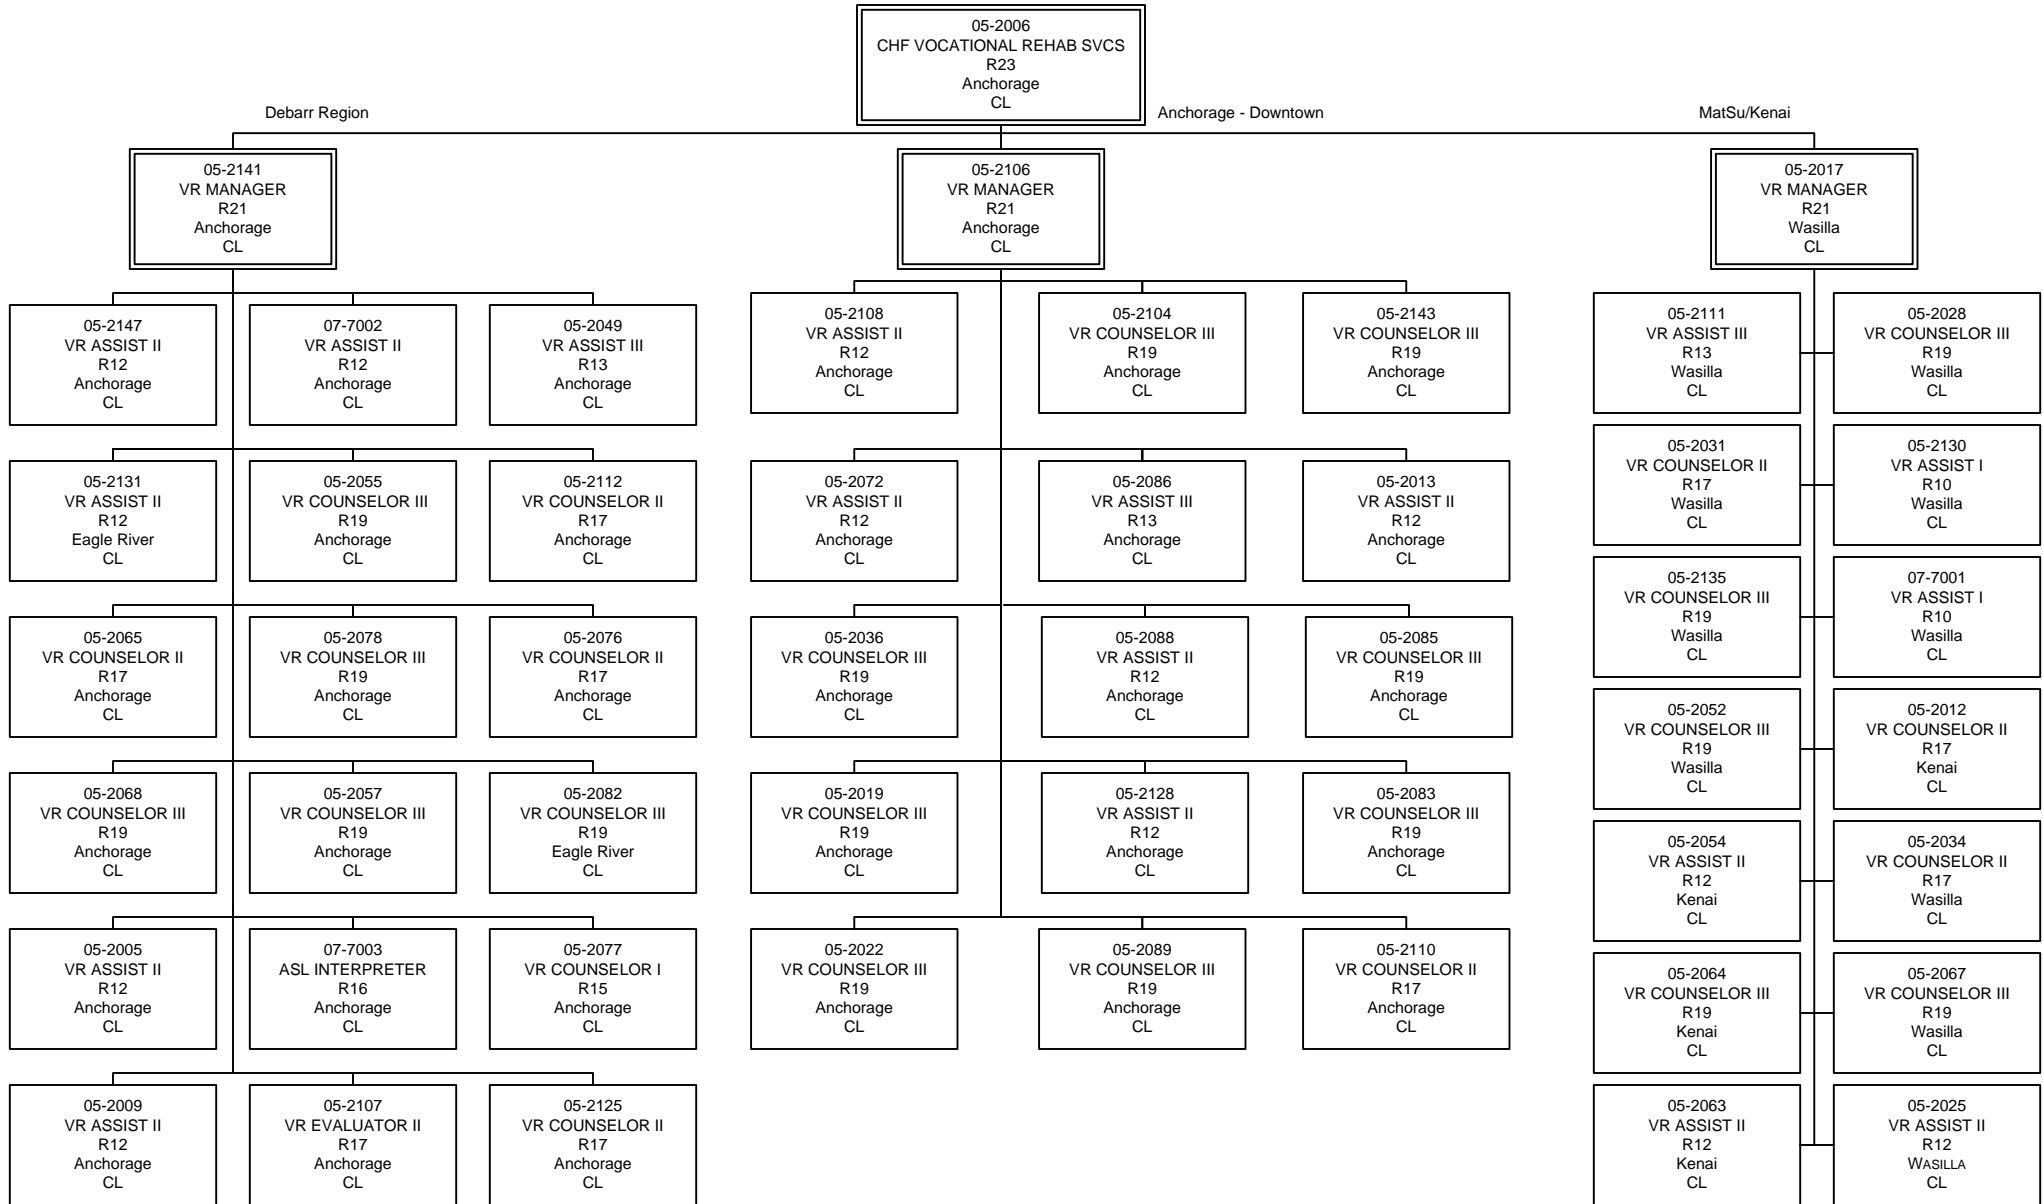 05-2006
CHF VOCATIONAL REHAB SVCS
R23
Anchorage
CL
Debarr Region
Anchorage - Downtown
MatSu/Kenai
05-2141
VR MANAGER
R21
Anchorage
CL
05-2106
VR MANAGER
R21
Anchorage
CL
05-2017
VR MANAGER
R21
Wasilla
CL
05-2147
VR ASSIST II
R12
Anchorage
CL
07-7002
VR ASSIST II
R12
Anchorage
CL
05-2049
VR ASSIST III
R13
Anchorage
CL
05-2131
VR ASSIST II
R12
Eagle River
CL
05-2055
VR COUNSELOR III
R19
Anchorage
CL
05-2112
VR COUNSELOR II
R17
Anchorage
CL
05-2065
VR COUNSELOR II
R17
Anchorage
CL
05-2078
VR COUNSELOR III
R19
Anchorage
CL
05-2076
VR COUNSELOR II
R17
Anchorage
CL
05-2068
VR COUNSELOR III
R19
Anchorage
CL
05-2057
VR COUNSELOR III
R19
Anchorage
CL
05-2082
VR COUNSELOR III
R19
Eagle River
CL
05-2005
VR ASSIST II
R12
Anchorage
CL
07-7003
ASL INTERPRETER
R16
Anchorage
CL
05-2077
VR COUNSELOR I
R15
Anchorage
CL
05-2009
VR ASSIST II
R12
Anchorage
CL
05-2107
VR EVALUATOR II
R17
Anchorage
CL
05-2125
VR COUNSELOR II
R17
Anchorage
CL
05-2108
VR ASSIST II
R12
Anchorage
CL
05-2104
VR COUNSELOR III
R19
Anchorage
CL
05-2143
VR COUNSELOR III
R19
Anchorage
CL
05-2072
VR ASSIST II
R12
Anchorage
CL
05-2086
VR ASSIST III
R13
Anchorage
CL
05-2013
VR ASSIST II
R12
Anchorage
CL
05-2036
VR COUNSELOR III
R19
Anchorage
CL
05-2088
VR ASSIST II
R12
Anchorage
CL
05-2085
VR COUNSELOR III
R19
Anchorage
CL
05-2019
VR COUNSELOR III
R19
Anchorage
CL
05-2128
VR ASSIST II
R12
Anchorage
CL
05-2083
VR COUNSELOR III
R19
Anchorage
CL
05-2022
VR COUNSELOR III
R19
Anchorage
CL
05-2089
VR COUNSELOR III
R19
Anchorage
CL
05-2110
VR COUNSELOR II
R17
Anchorage
CL
05-2111
VR ASSIST III
R13
Wasilla
CL
05-2028
VR COUNSELOR III
R19
Wasilla
CL
05-2031
VR COUNSELOR II
R17
Wasilla
CL
05-2130
VR ASSIST I
R10
Wasilla
CL
05-2135
VR COUNSELOR III
R19
Wasilla
CL
07-7001
VR ASSIST I
R10
Wasilla
CL
05-2052
VR COUNSELOR III
R19
Wasilla
CL
05-2012
VR COUNSELOR II
R17
Kenai
CL
05-2054
VR ASSIST II
R12
Kenai
CL
05-2034
VR COUNSELOR II
R17
Wasilla
CL
05-2064
VR COUNSELOR III
R19
Kenai
CL
05-2067
VR COUNSELOR III
R19
Wasilla
CL
05-2063
VR ASSIST II
R12
Kenai
CL
05-2025
VR ASSIST II
R12
WASILLA
CL